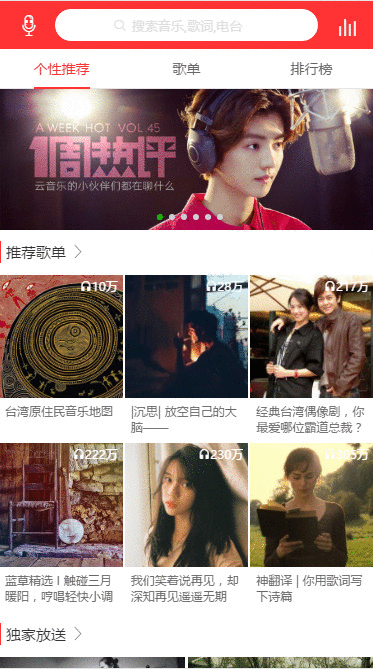 搜索音乐,歌词,电台
个性推荐 歌单 排行榜
A WEEK HOT VOL.45
1周热评
云音乐的小伙伴们都在聊什么
推荐歌单
10万 28万 217万
台湾原住民音乐地图
|沉思| 放空自己的大
脑——
经典台湾偶像剧，你
最爱哪位霸道总裁？
222万 230万
蓝草精选 I 触碰三月
暖阳，哼唱轻快小调
我们笑着说再见，却
深知再见遥遥无期
神翻译 | 你用歌词写
下诗篇
独家放送